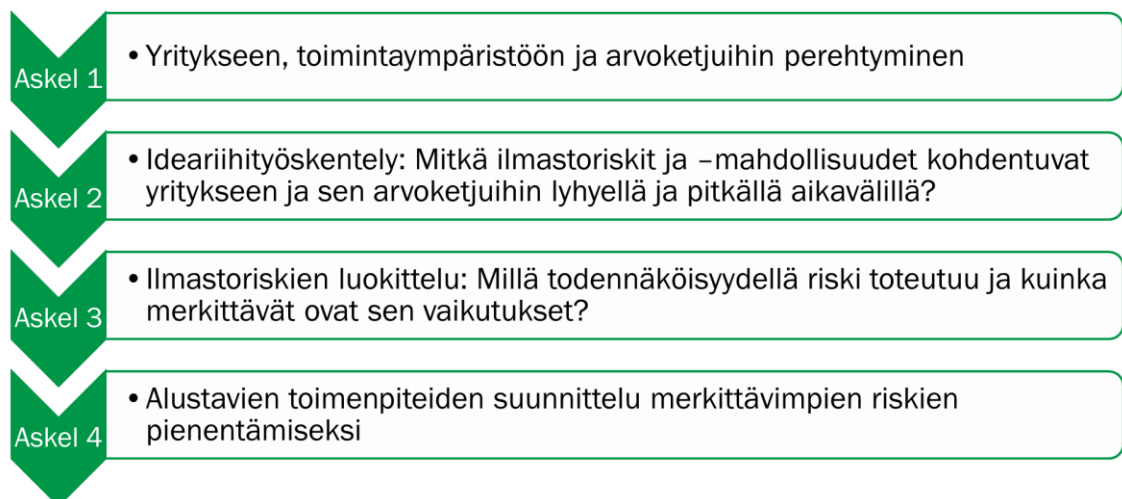 Askel 1
• Yritykseen, toimintaympäristöön ja arvoketjuihin perehtyminen
Askel 2
• Ideariihityöskentely: Mitkä ilmastoriskit ja –mahdollisuudet kohdentuvat
yritykseen ja sen arvoketjuihin lyhyellä ja pitkällä aikavälillä?
Askel 3
• Ilmastoriskien luokittelu: Millä todennäköisyydellä riski toteutuu ja kuinka
merkittävät ovat sen vaikutukset?
Askel 4
• Alustavien toimenpiteiden suunnittelu merkittävimpien riskien
pienentämiseksi